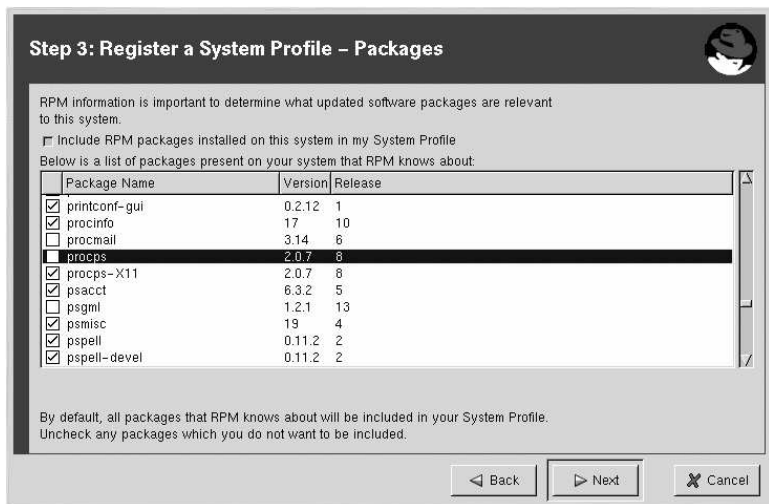 Step 3: Register a System Profile – Packages
RPM information is important to determine what updated software packages are relevant
to this system.
Include RPM packages installed on this system in my System Profile
Below is a list of packages present on your system that RPM knows about:
Package Name Version Release
printconf-gui 0.2.12 1
procinfo 17 10
procmail 3.14 6
procps 2.0.7 8
procps-X11 2.0.7 8
psacct 6.3.2 5
psgml 1.2.1 13
psmisc 19 4
pspell 0.11.2 2
pspell-devel 0.11.2 2
By default, all packages that RPM knows about will be included in your System Profile.
Uncheck any packages which you do not want to be included.
Back Next Cancel